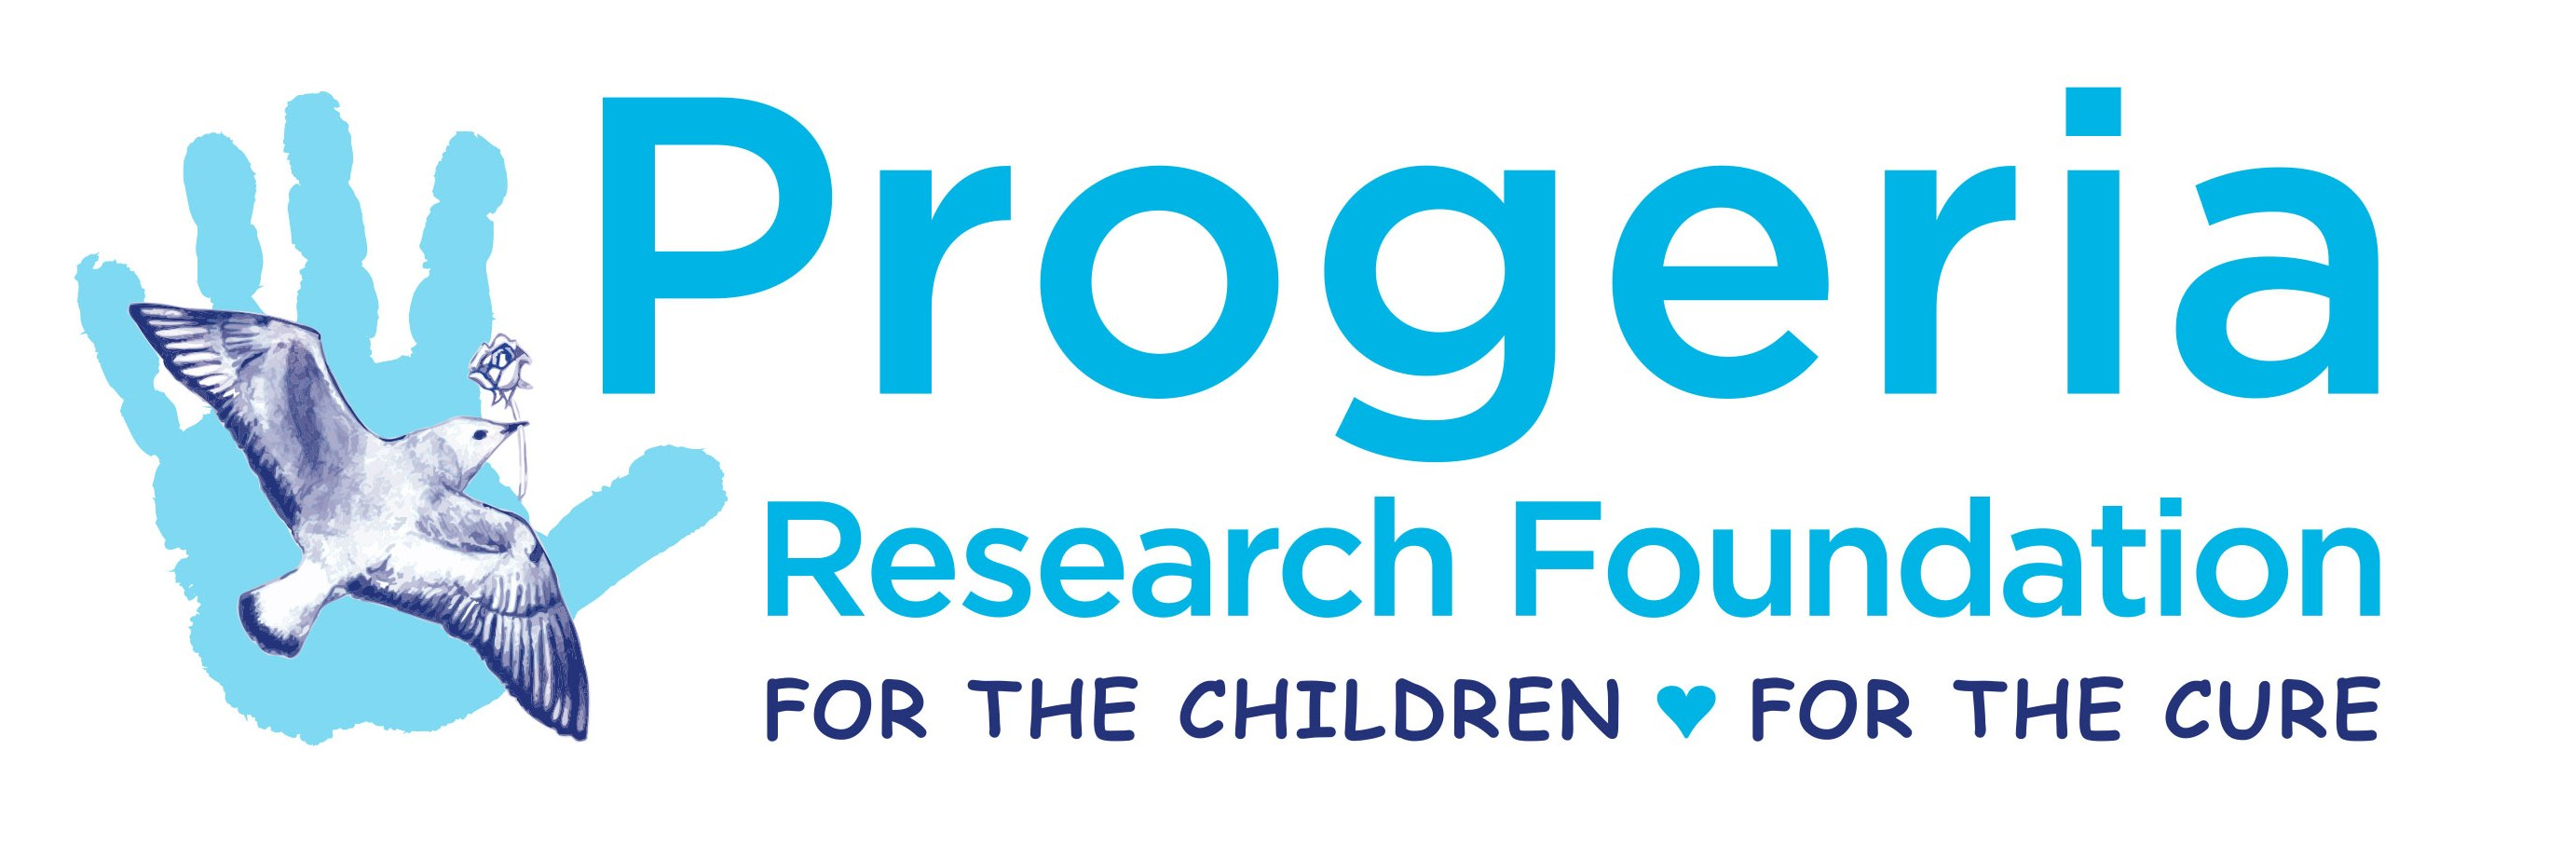 Progeria
Research Foundation
FOR THE CHILDREN ♥ FOR THE CURE